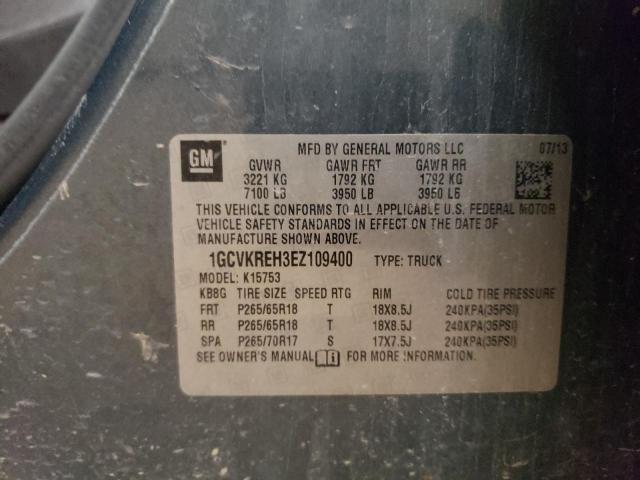 GM
MFD BY GENERAL MOTORS LLC 07/13
GVWR GAWR FRT GAWR RR
3221 KG 1792 KG 1792 KG
7100 LB 3950 LB 3950 LB
THIS VEHICLE CONFORMS TO ALL APPLICABLE U.S. FEDERAL MOTOR
VEHICLE SAFETY STANDARDS IN EFFECT ON THE DATE OF
MANUFACTURE SHOWN ABOVE.
1GCVKREH3EZ109400 TYPE: TRUCK
MODEL: K15753
KB8G TIRE SIZE SPEED RTG RIM COLD TIRE PRESSURE
FRT P265/65R18 T 18X8.5J 240KPA(35PSI)
RR P265/65R18 T 18X8.5J 240KPA(35PSI)
SPA P265/70R17 S 17X7.5J 240KPA(35PSI)
SEE OWNER'S MANUAL FOR MORE INFORMATION.